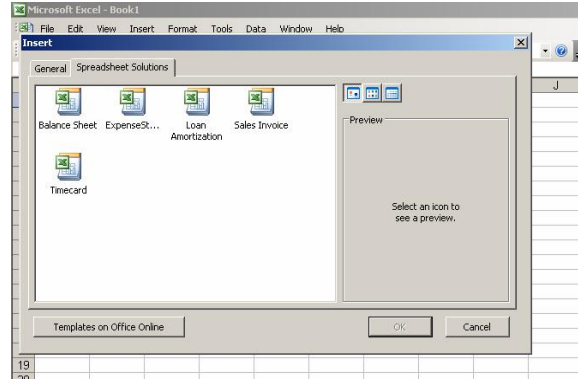 Microsoft Excel - Book1
File Edit View Insert Format Tools Data Window Help
Insert
General Spreadsheet Solutions
J
Balance Sheet ExpenseSt... Loan Amortization Sales Invoice
Timecard
Preview
Select an icon to
see a preview.
Templates on Office Online OK Cancel
19